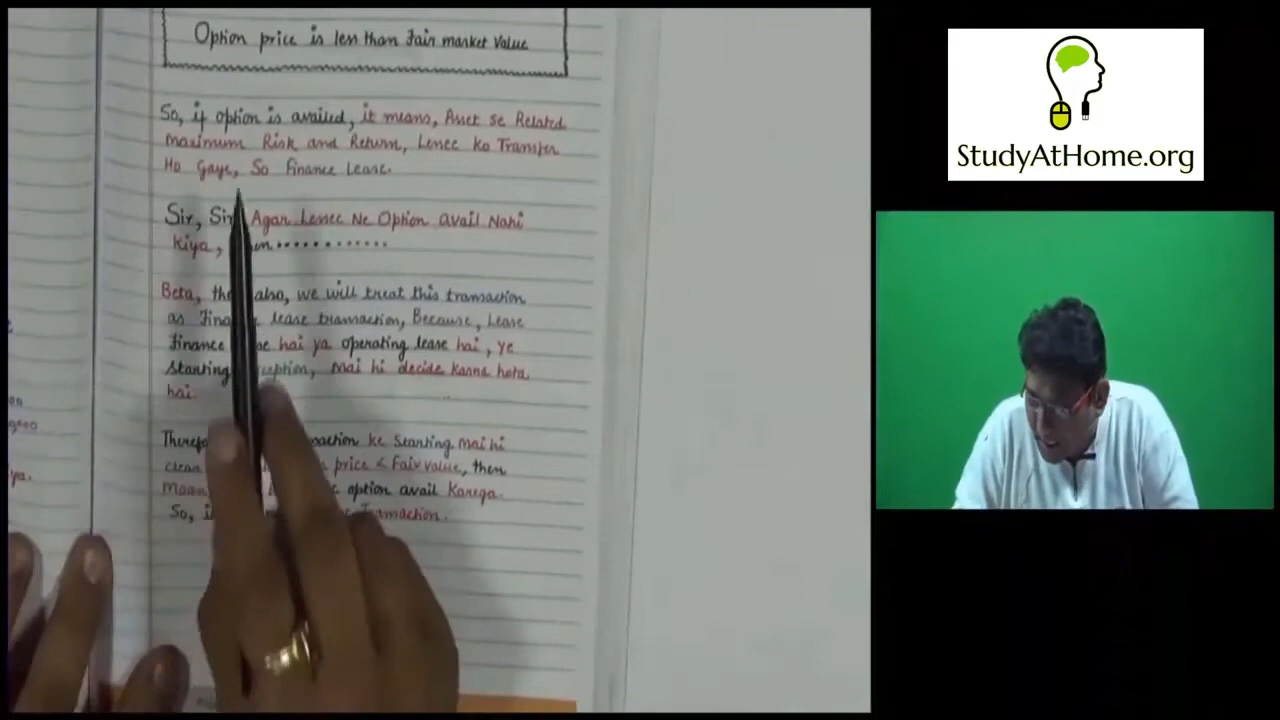 Option price is less than Fair market value
So, if option is availed, it means, Asset se Related
maximum Risk and Return, Lessee ko Transfer
Ho Gaye, So Finance Lease.
Sir, Sir Agar Lessee Ne Option avail Nahi
Kiya,
Beta, also, we will treat this transaction
as lease transaction, Because, Lease
Finance hai ya operating lease hai, ye
Starting mai hi decide karna hota
hai.
ke starting mai hi
clear price < Fair value, then
option avail Karega.
So, Transaction.
ya.
StudyAtHome.org